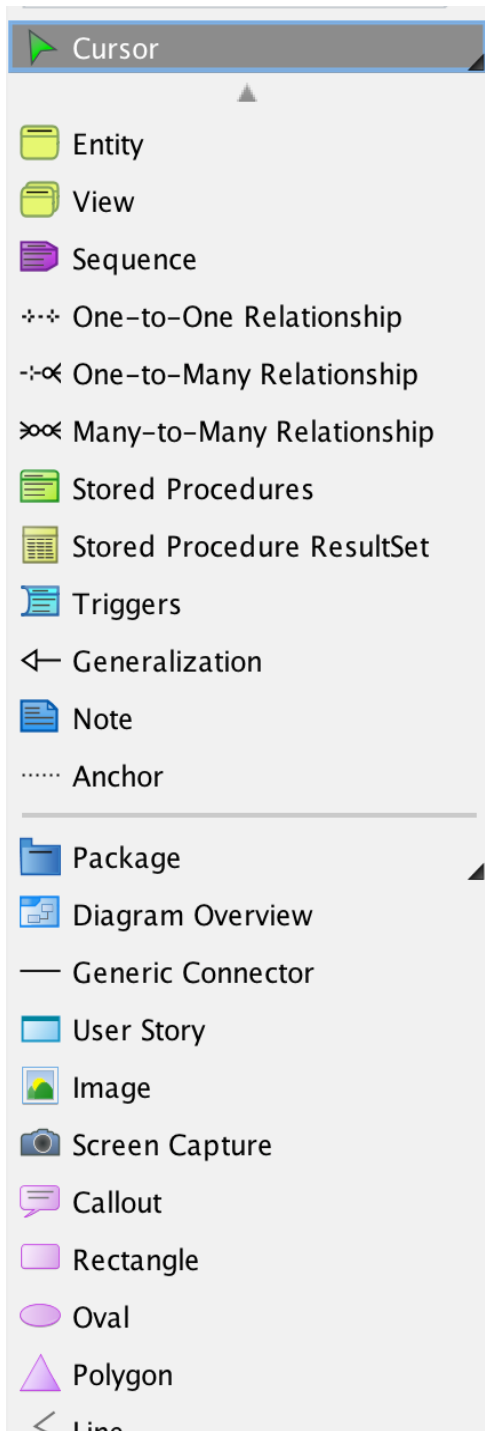 Cursor
Entity
View
Sequence
One-to-One Relationship
One-to-Many Relationship
Many-to-Many Relationship
Stored Procedures
Stored Procedure ResultSet
Triggers
Generalization
Note
Anchor
Package
Diagram Overview
Generic Connector
User Story
Image
Screen Capture
Callout
Rectangle
Oval
Polygon
Line